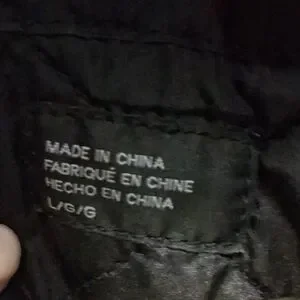 MADE IN CHINA
FABRIQUÉ EN CHINE
HECHO EN CHINA
L/G/G